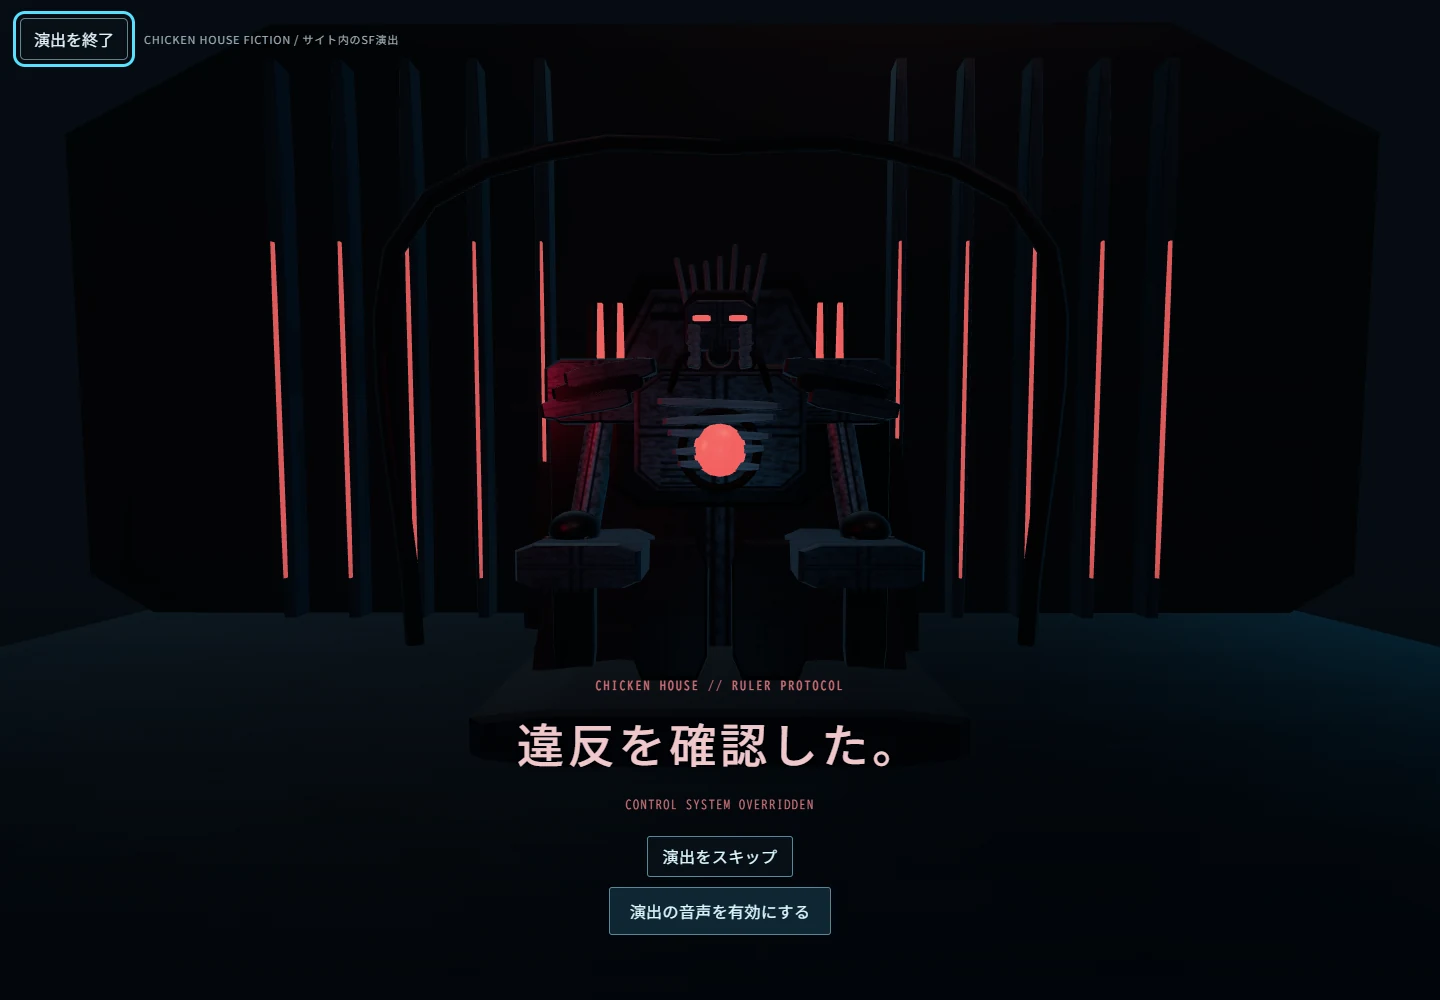 演出を終了
CHICKEN HOUSE FICTION / サイト内のSF演出
CHICKEN HOUSE // RULER PROTOCOL
違反を確認した。
CONTROL SYSTEM OVERRIDDEN
演出をスキップ
演出の音声を有効にする